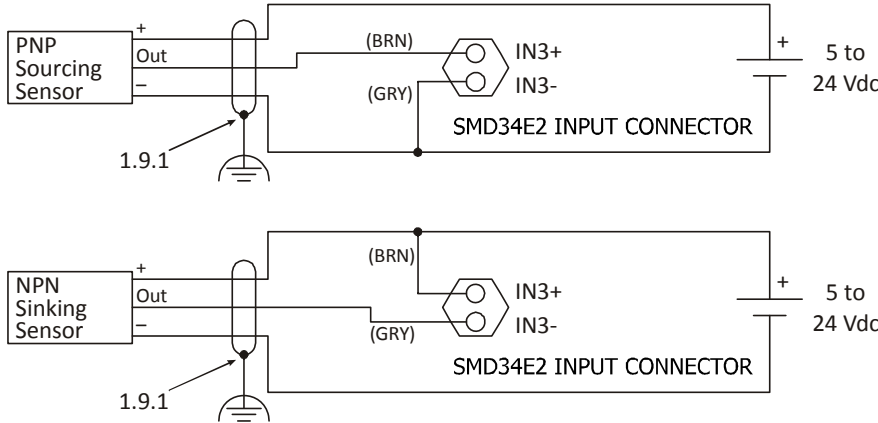 PNP
Sourcing
Sensor
+
Out
–
(BRN)
(GRY)
IN3+
IN3-
SMD34E2 INPUT CONNECTOR
+
5 to
24 Vdc
1.9.1
NPN
Sinking
Sensor
+
Out
–
(BRN)
(GRY)
IN3+
IN3-
SMD34E2 INPUT CONNECTOR
+
5 to
24 Vdc
1.9.1